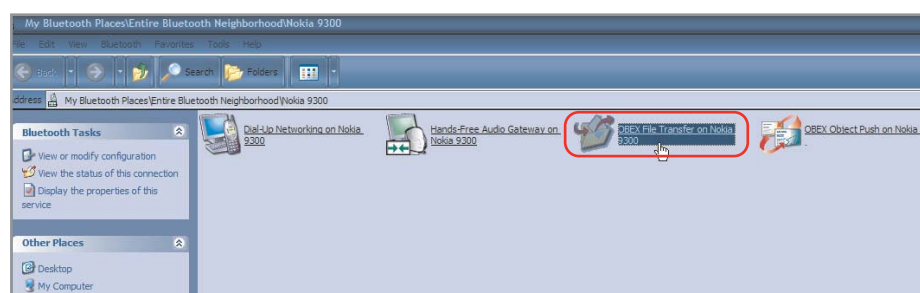 My Bluetooth Places\Entire Bluetooth Neighborhood\Nokia 9300
File Edit View Bluetooth Favorites Tools Help
Back Search Folders
Address My Bluetooth Places\Entire Bluetooth Neighborhood\Nokia 9300
Bluetooth Tasks
View or modify configuration
View the status of this connection
Display the properties of this
service
Other Places
Desktop
My Computer
Dial-Up Networking on Nokia
9300
Hands-Free Audio Gateway on
Nokia 9300
OBEX File Transfer on Nokia
9300
OBEX Object Push on Nokia